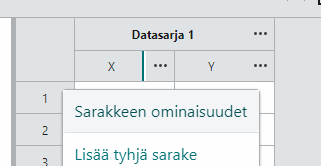 Datasarja 1 ...
X ... Y ...
1
Sarakkeen ominaisuudet
2
Lisää tyhjä sarake
3